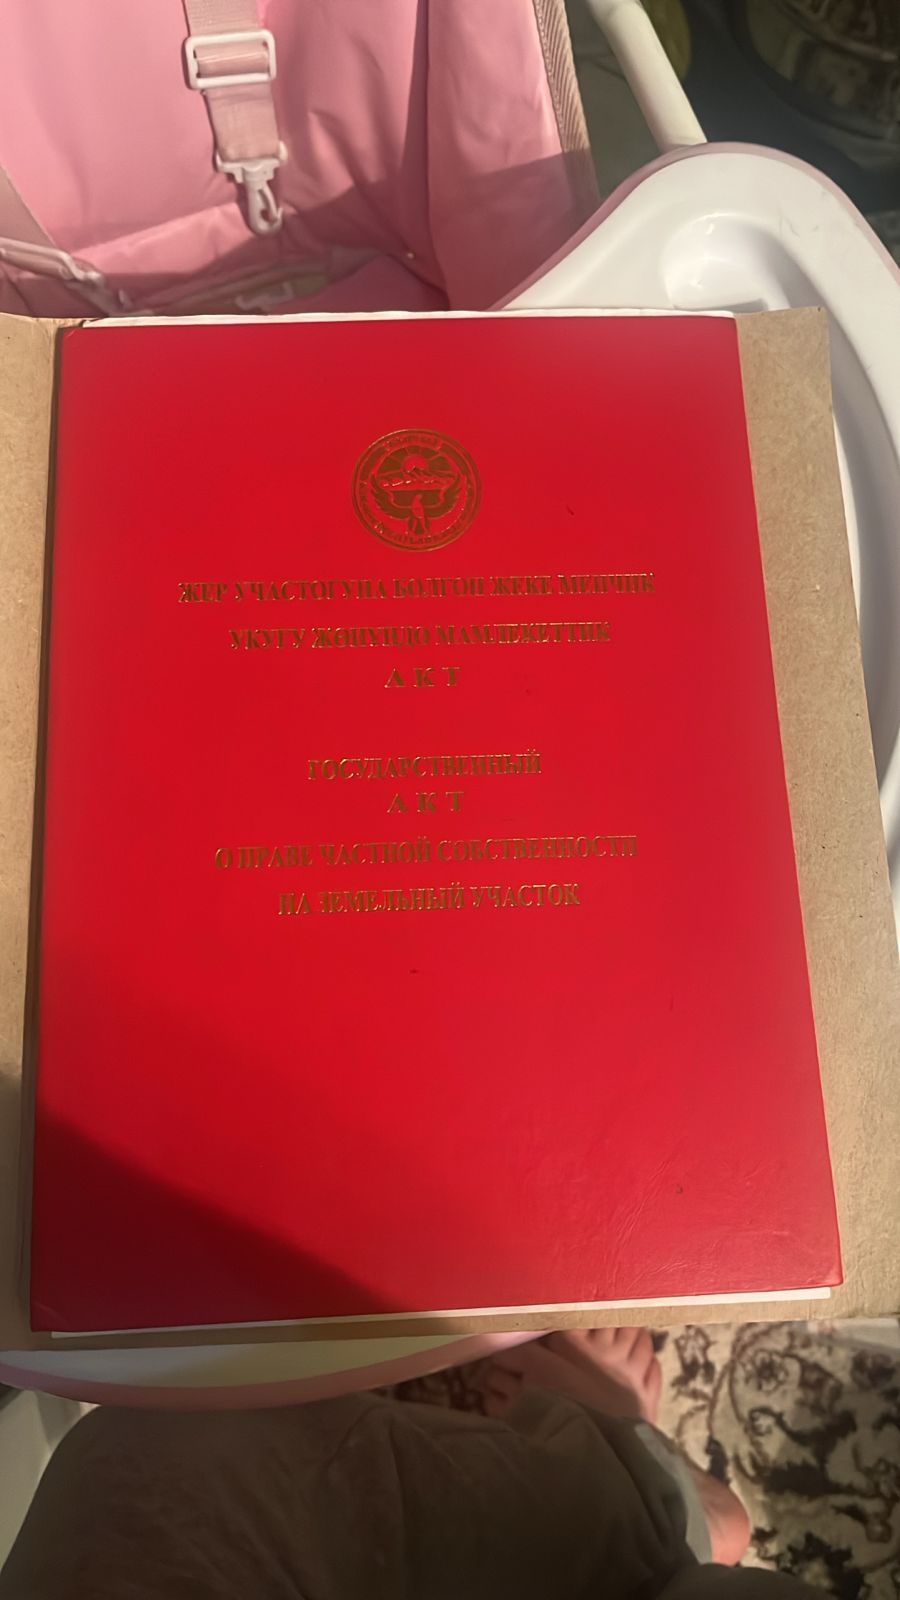 ЖЕР УЧАСТОГУНА БОЛГОН ЖЕКЕ МЕНЧИК
УКУГУ ЖӨНҮНДӨ МАМЛЕКЕТТИК
АКТ
ГОСУДАРСТВЕННЫЙ
АКТ
О ПРАВЕ ЧАСТНОЙ СОБСТВЕННОСТИ
НА ЗЕМЕЛЬНЫЙ УЧАСТОК